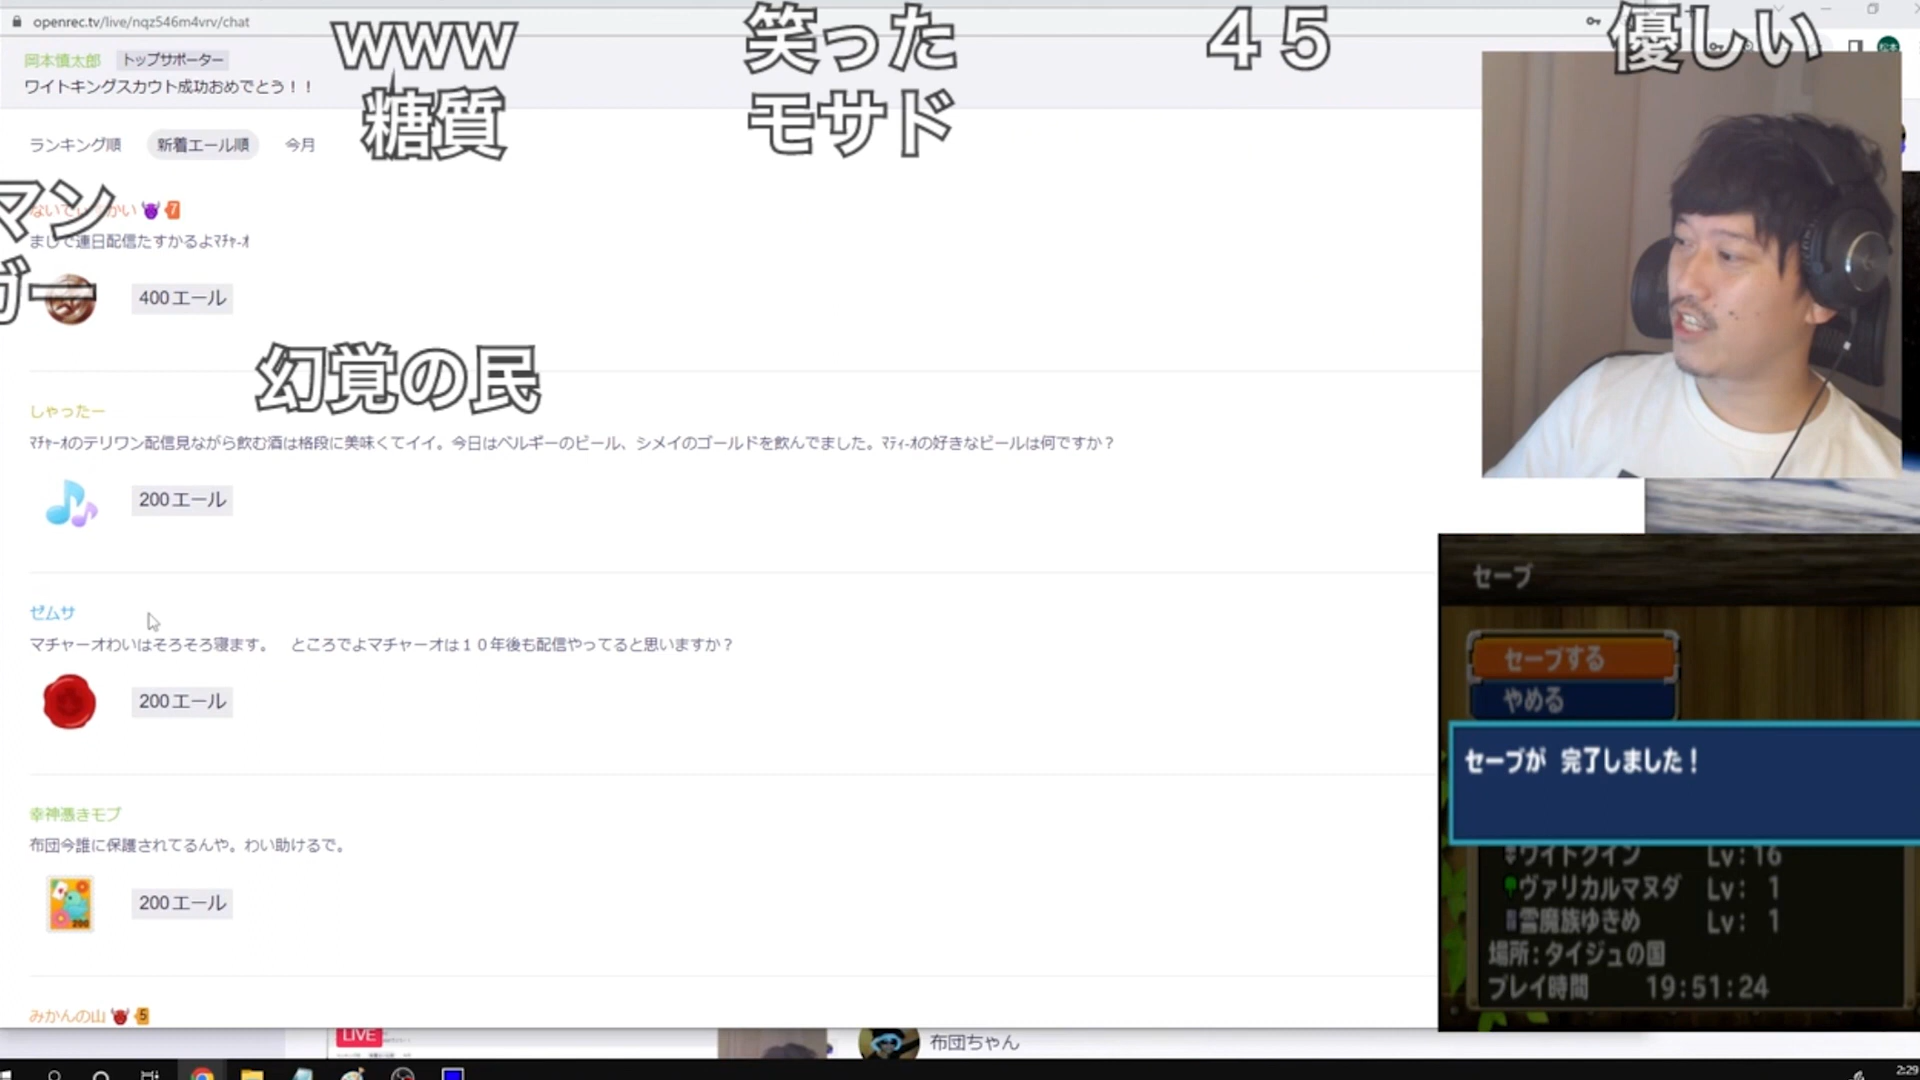 openrec.tv/live/nqz546m4vrv/chat
www
笑った
45
優しい
岡本慎太郎 トップサポーター
ワイトキングスカウト成功おめでとう！！
糖質
モサド
ランキング順 新着エール順 今月
マン
7
まじで連日配信たすかるよﾏﾁｬｰｵ
ガー
400エール
幻覚の民
しゃったー
ﾏﾁｬｰｵのテリワン配信見ながら飲む酒は格段に美味くてイイ。今日はベルギーのビール、シメイのゴールドを飲んでました。ﾏﾃｨｰｵの好きなビールは何ですか？
200エール
ゼムサ
マチャーオわいはそろそろ寝ます。　ところでよマチャーオは１０年後も配信やってると思いますか？
200エール
幸神憑きモブ
布団今誰に保護されてるんや。わい助けるで。
200
200エール
みかんの山 5
セーブ
セーブする
やめる
セーブが 完了しました！
ワイトクイン Lv:16
ヴァリカルマヌダ Lv: 1
雪魔族ゆきめ Lv: 1
場所:タイジュの国
プレイ時間 19:51:24
LIVE
布団ちゃん
2:29